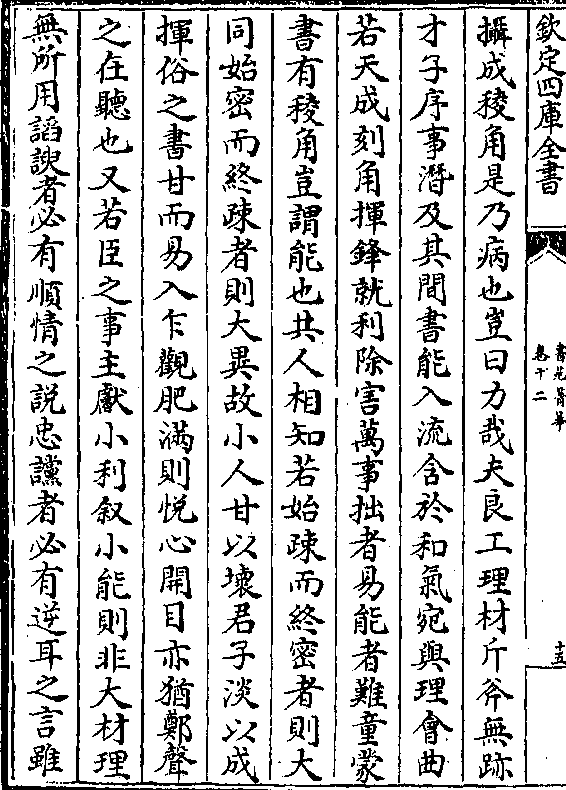 欽定四庫全書
書苑菁華
卷十二
十五
攝成稜角是乃病也豈曰力哉夫良工理材斤斧無跡
才子序事潛及其間書能入流含於和氣宛與理會曲
若天成刻角揮鋒就利除害萬事拙者易能者難童蒙
書有稜角豈謂能也共人相知若始疎而終密者則大
同始密而終疎者則大異故小人甘以壞君子淡以成
揮俗之書甘而易入乍觀肥滿則悅心開目亦猶鄭聲
之在聽也又若臣之事主獻小利叙小能則非大材理
無所用諂諛者必有順情之説忠讜者必有逆耳之言雖